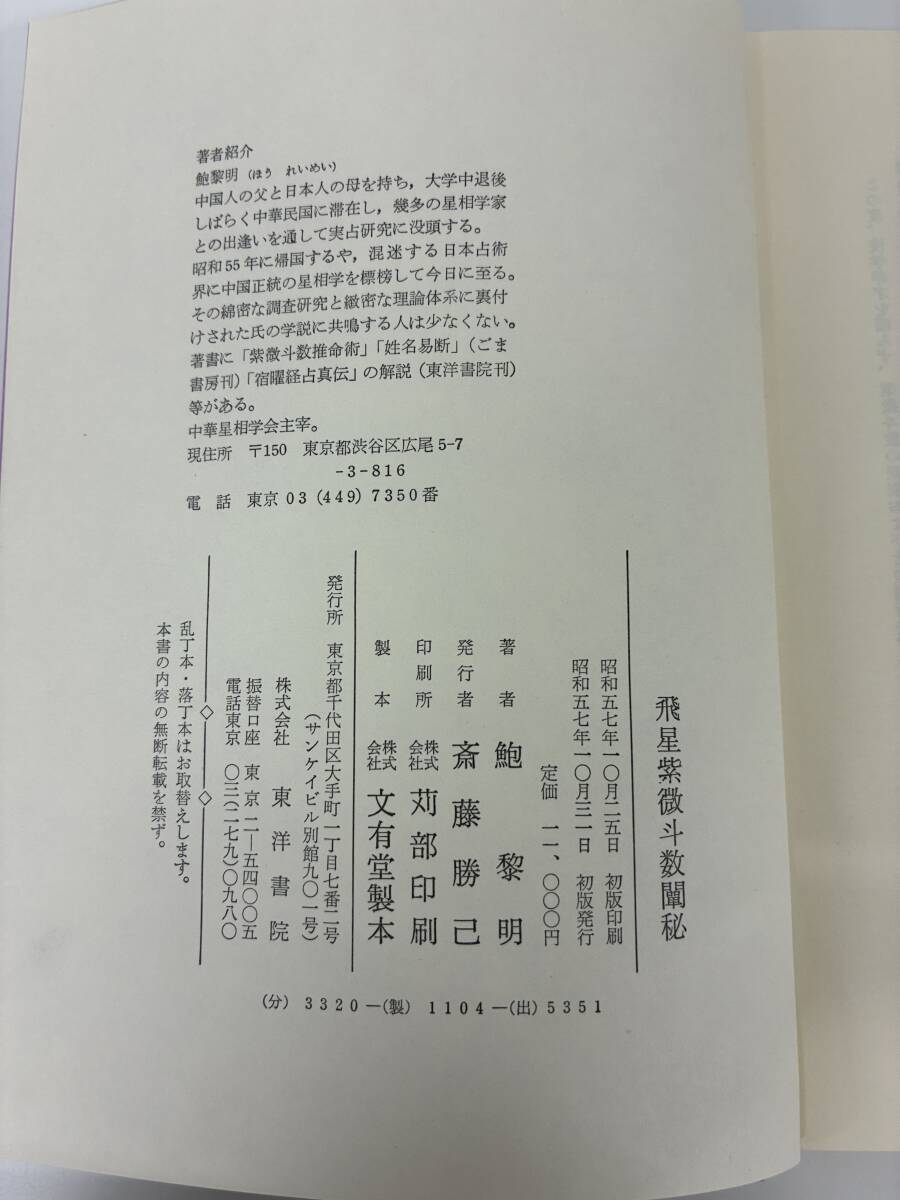 著者紹介
鮑黎明(ほう れいめい)
中国人の父と日本人の母を持ち,大学中退後
しばらく中華民国に滞在し,幾多の星相学家
との出逢いを通して実占研究に没頭する。
昭和55年に帰国するや,混迷する日本占術
界に中国正統の星相学を標榜して今日に至る。
その綿密な調査研究と緻密な理論体系に裏付
けされた氏の学説に共鳴する人は少なくない。
著書に「紫微斗数推命術」「姓名易断」(ごま
書房刊)「宿曜経占真伝」の解説(東洋書院刊)
等がある。
中華星相学会主宰。
現住所 〒150 東京都渋谷区広尾5-7
-3-816
電話 東京03(449)7350番
飛星紫微斗数闡秘
昭和五七年一〇月二五日 初版印刷
昭和五七年一〇月三一日 初版発行
定価 一一、〇〇〇円
著者 鮑黎明
発行者 斎藤勝己
印刷所 株式会社 苅部印刷
製本 株式会社 文有堂製本
発行所 東京都千代田区大手町一丁目七番二号
(サンケイビル別館九〇一号)
株式会社 東洋書院
振替口座 東京二―五四〇〇五
電話東京 〇三(二七九)〇九八〇
乱丁本・落丁本はお取替えします。
本書の内容の無断転載を禁ず。
(分)3320―(製)1104―(出)5351